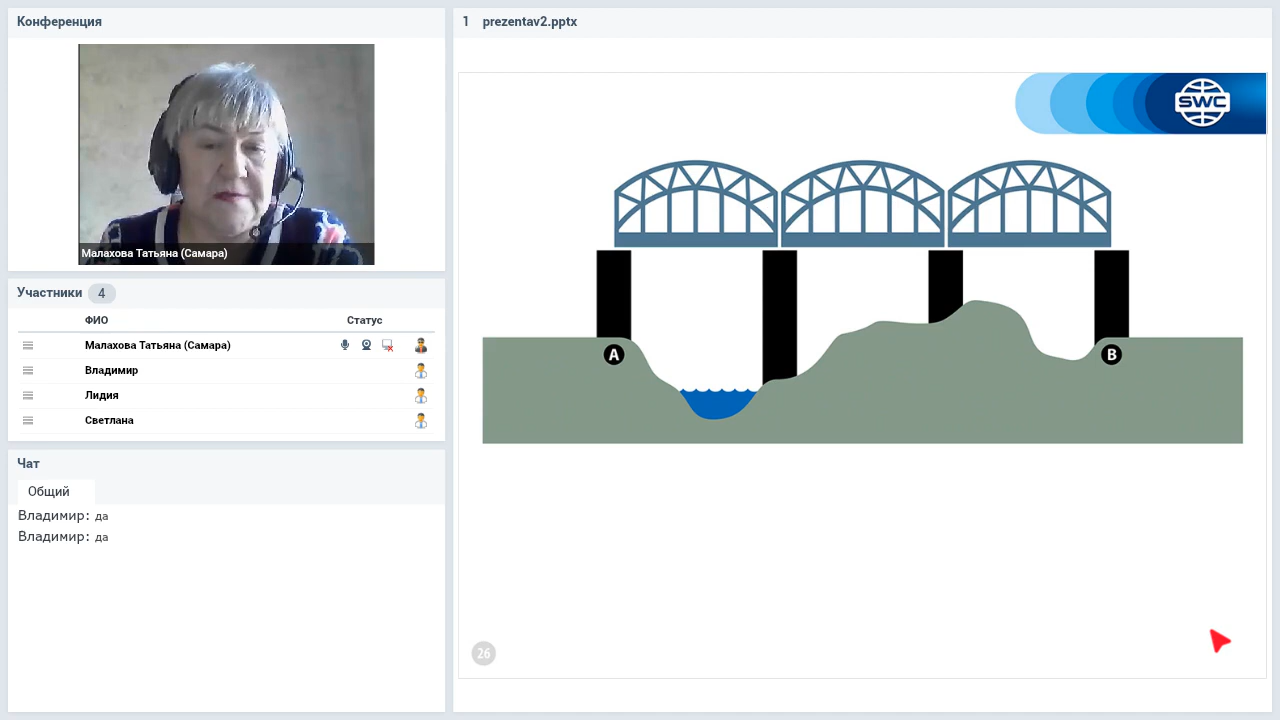 Конференция
Малахова Татьяна (Самара)
Участники 4
ФИО Статус
Малахова Татьяна (Самара)
Владимир
Лидия
Светлана
Чат
Общий
Владимир: да
Владимир: да
1 prezentav2.pptx
SWC
A B
26